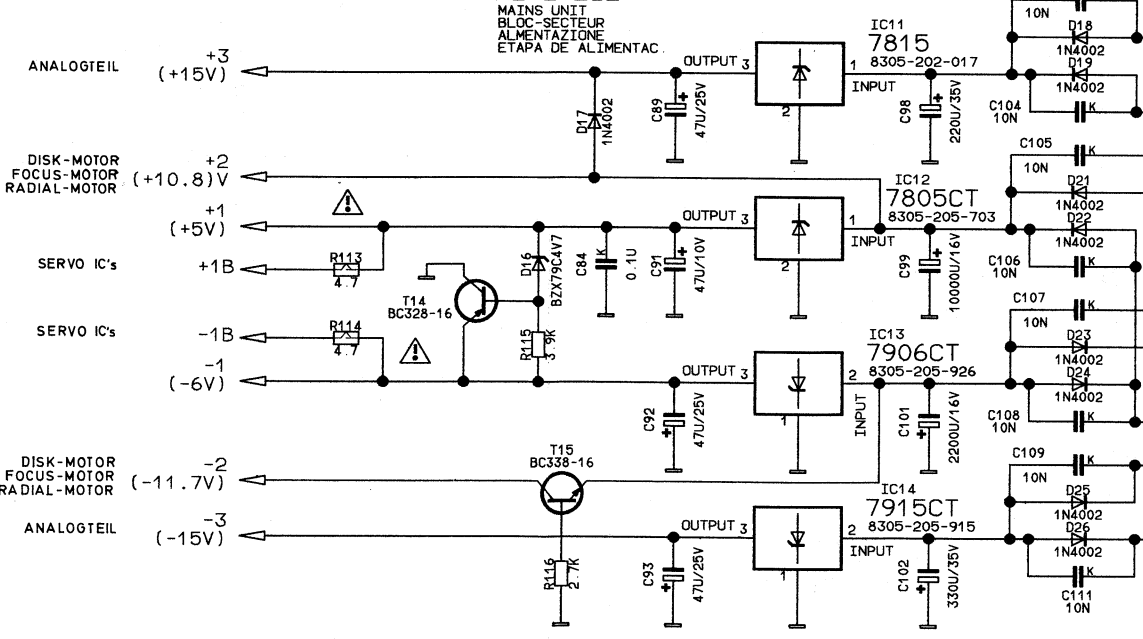 MAINS UNIT
BLOC-SECTEUR
ALMENTAZIONE
ETAPA DE ALIMENTAC.
ANALOGTEIL
+3
(+15V)
D17
1N4002
OUTPUT 3
C89
47U/25V
2
IC11
7815
8305-202-017
1
INPUT
C98
220U/35V
10N
D18
1N4002
D19
1N4002
C104
10N
K
DISK-MOTOR
FOCUS-MOTOR
RADIAL-MOTOR
+2
(+10.8)V
+1
(+5V)
SERVO IC's
+1B
R113
4.7
T14
BC328-16
D16
BZX79C4V7
C84
K
0.1U
OUTPUT 3
C91
47U/10V
2
IC12
7805CT
8305-205-703
1
INPUT
C99
10000U/16V
C105
10N
K
D21
1N4002
D22
1N4002
C106
10N
K
SERVO IC's
-1B
R114
4.7
R115
3.9K
-1
(-6V)
OUTPUT 3
C92
47U/25V
1
IC13
7906CT
8305-205-926
2
INPUT
C101
2200U/16V
C107
10N
K
D23
1N4002
D24
1N4002
C108
10N
K
DISK-MOTOR
FOCUS-MOTOR
RADIAL-MOTOR
-2
(-11.7V)
T15
BC338-16
ANALOGTEIL
-3
(-15V)
R116
2.7K
OUTPUT 3
C93
47U/25V
1
IC14
7915CT
8305-205-915
2
INPUT
C102
330U/35V
C109
10N
K
D25
1N4002
D26
1N4002
K
C111
10N